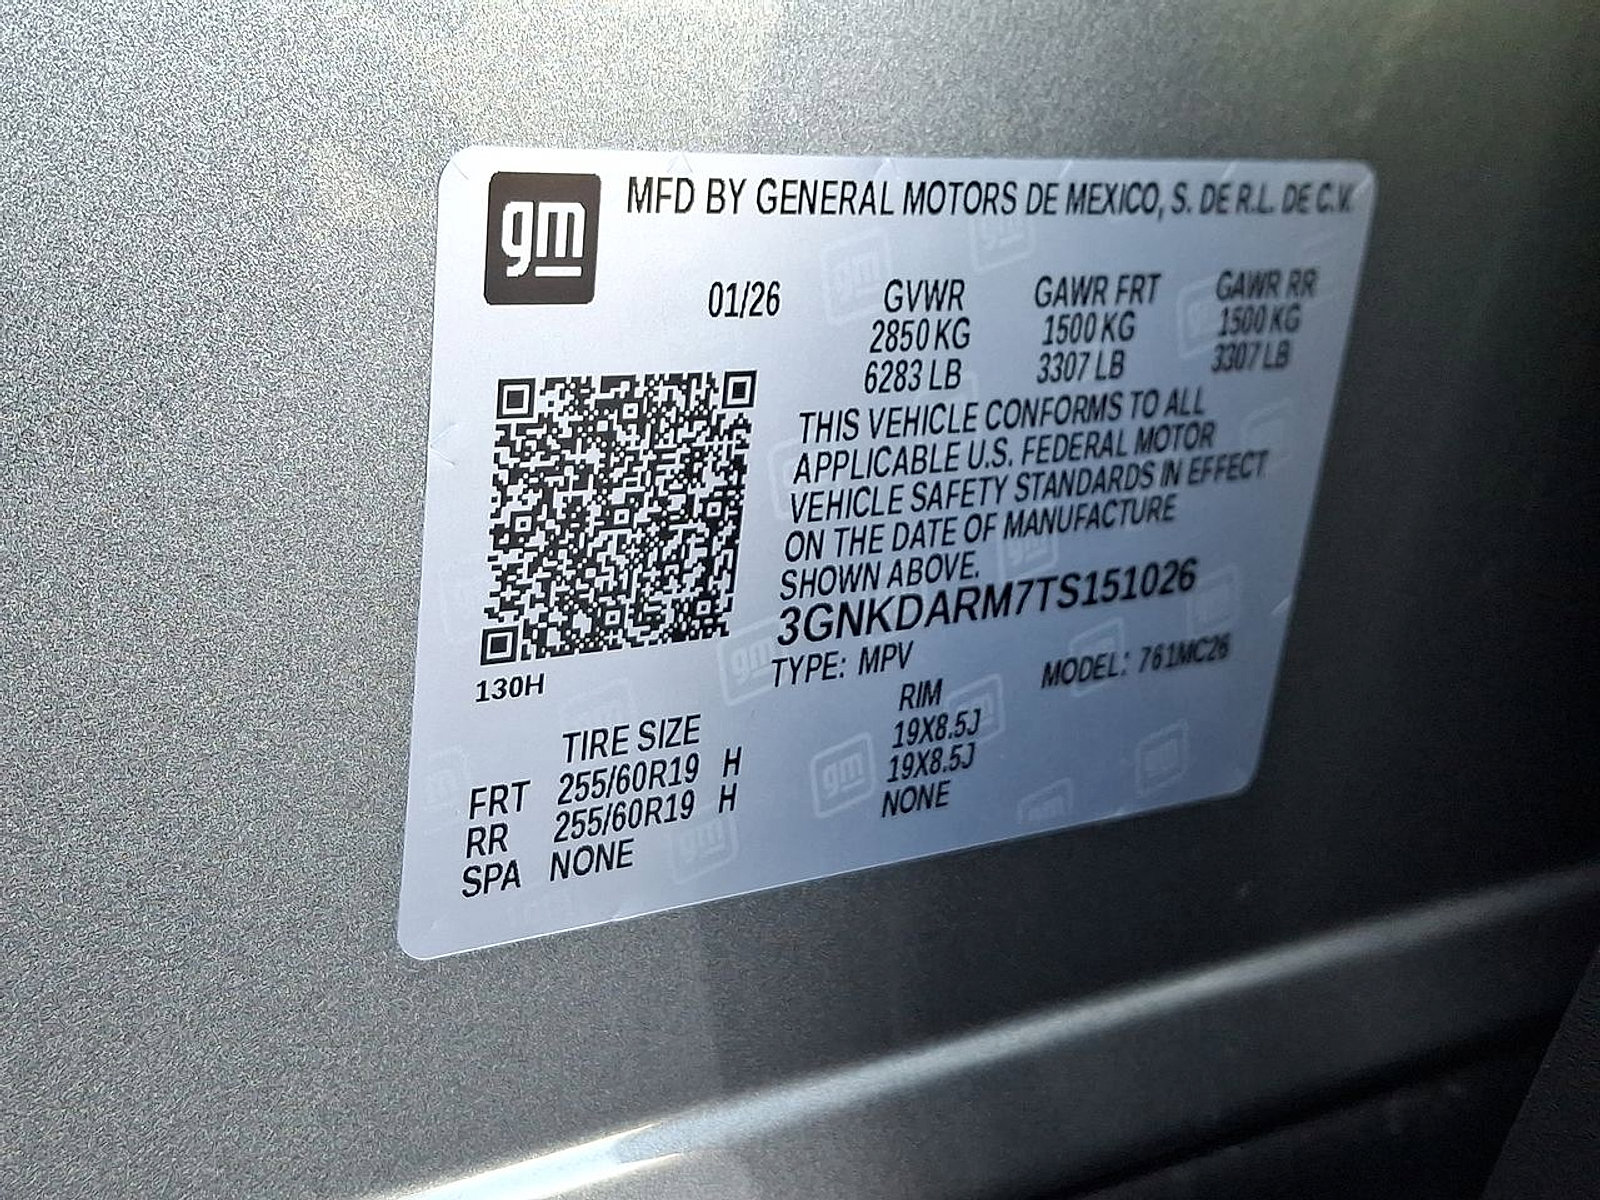 gm MFD BY GENERAL MOTORS DE MEXICO, S. DE R.L. DE C.V.
01/26 GVWR GAWR FRT GAWR RR
2850 KG 1500 KG 1500 KG
6283 LB 3307 LB 3307 LB
THIS VEHICLE CONFORMS TO ALL
APPLICABLE U.S. FEDERAL MOTOR
VEHICLE SAFETY STANDARDS IN EFFECT
ON THE DATE OF MANUFACTURE
SHOWN ABOVE.
3GNKDARM7TS151026
TYPE: MPV MODEL: 761MC26
130H
TIRE SIZE RIM
FRT 255/60R19 H 19X8.5J
RR 255/60R19 H 19X8.5J
SPA NONE NONE